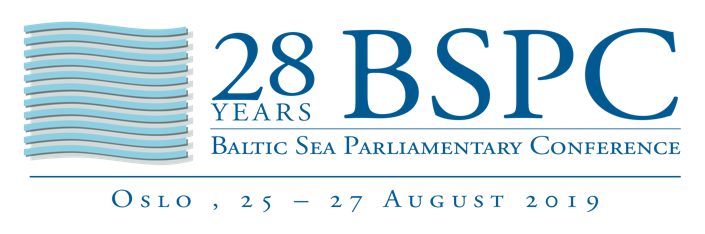 28 BSPC
YEARS
BALTIC SEA PARLIAMENTARY CONFERENCE
OSLO , 25 – 27 AUGUST 2019